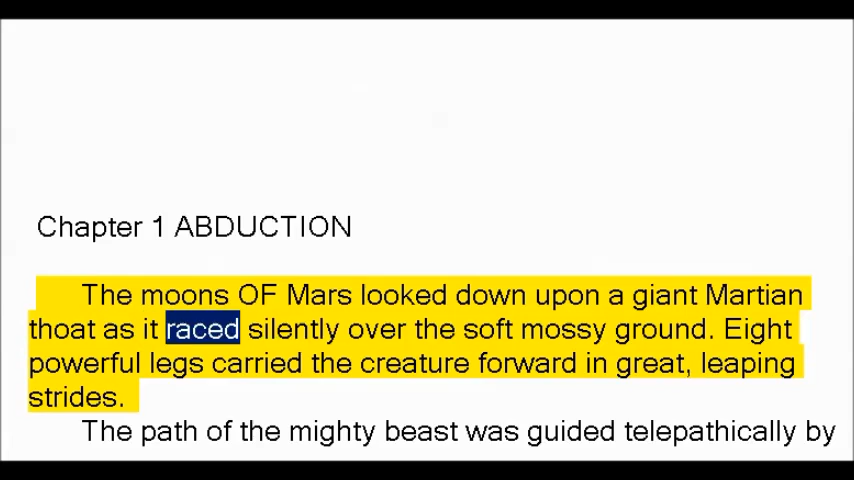 Chapter 1 ABDUCTION
The moons OF Mars looked down upon a giant Martian
thoat as it raced silently over the soft mossy ground. Eight
powerful legs carried the creature forward in great, leaping
strides.
The path of the mighty beast was guided telepathically by